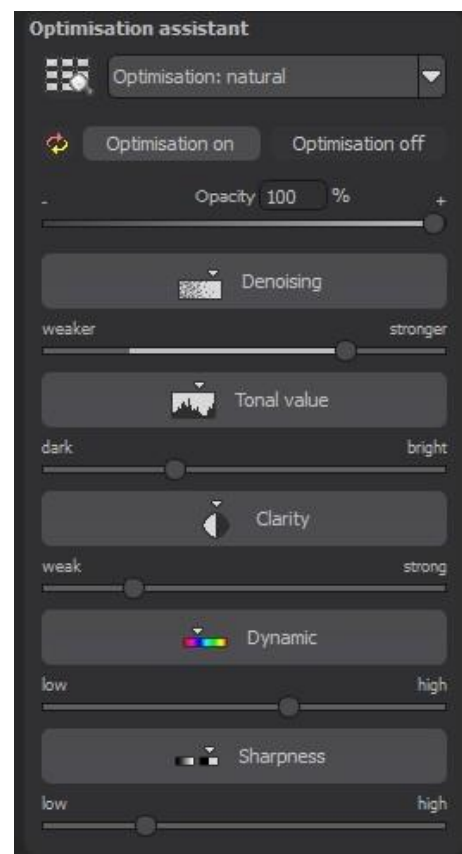 Optimisation assistant
Optimisation: natural
Optimisation on Optimisation off
- Opacity 100 % +
Denoising
weaker stronger
Tonal value
dark bright
Clarity
weak strong
Dynamic
low high
Sharpness
low high